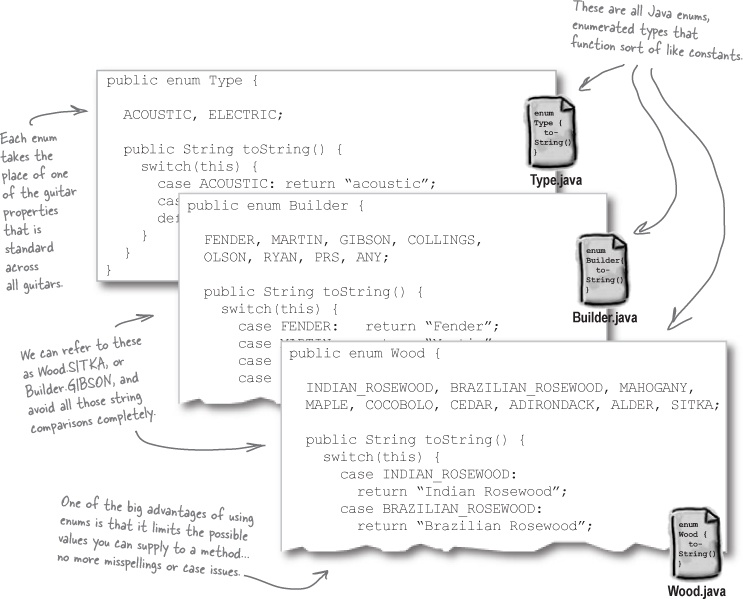 These are all Java enums,
enumerated types that
function sort of like constants.
public enum Type {
ACOUSTIC, ELECTRIC;
public String toString() {
switch(this) {
case ACOUSTIC: return “acoustic”;
cas
def
}
}
}
enum
Type {
to-
String()
}
Type.java
Each enum
takes the
place of one
of the guitar
properties
that is
standard
across
all guitars.
public enum Builder {
FENDER, MARTIN, GIBSON, COLLINGS,
OLSON, RYAN, PRS, ANY;
public String toString() {
switch(this) {
case FENDER: return “Fender”;
case
case
case
enum
Builder{
to-
String()
}
Builder.java
We can refer to these
as Wood.SITKA, or
Builder.GIBSON, and
avoid all those string
comparisons completely.
public enum Wood {
INDIAN_ROSEWOOD, BRAZILIAN_ROSEWOOD, MAHOGANY,
MAPLE, COCOBOLO, CEDAR, ADIRONDACK, ALDER, SITKA;
public String toString() {
switch(this) {
case INDIAN_ROSEWOOD:
return “Indian Rosewood”;
case BRAZILIAN_ROSEWOOD:
return “Brazilian Rosewood”;
enum
Wood {
to-
String()
}
Wood.java
One of the big advantages of using
enums is that it limits the possible
values you can supply to a method...
no more misspellings or case issues.